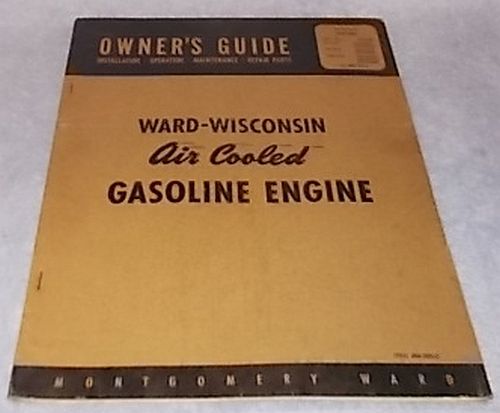 OWNER'S GUIDE
INSTALLATION OPERATION MAINTENANCE REPAIR PARTS
WARD-WISCONSIN
Air Cooled
GASOLINE ENGINE
MONTGOMERY WARD